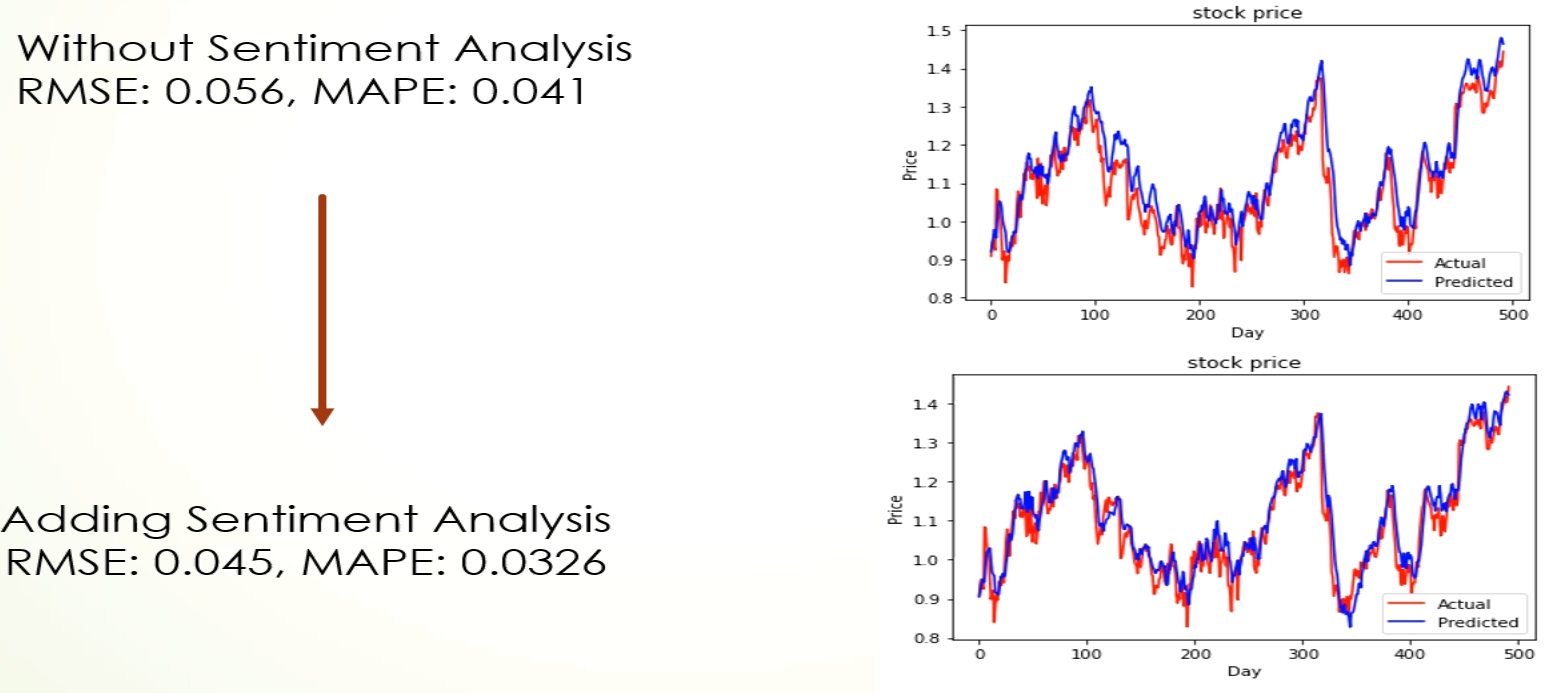 Without Sentiment Analysis
RMSE: 0.056, MAPE: 0.041
stock price
1.5
1.4
1.3
1.2
1.1
1.0
0.9
0.8
Price
Actual
Predicted
0 100 200 300 400 500
Day
Adding Sentiment Analysis
RMSE: 0.045, MAPE: 0.0326
stock price
1.4
1.3
1.2
1.1
1.0
0.9
0.8
Price
Actual
Predicted
0 100 200 300 400 500
Day